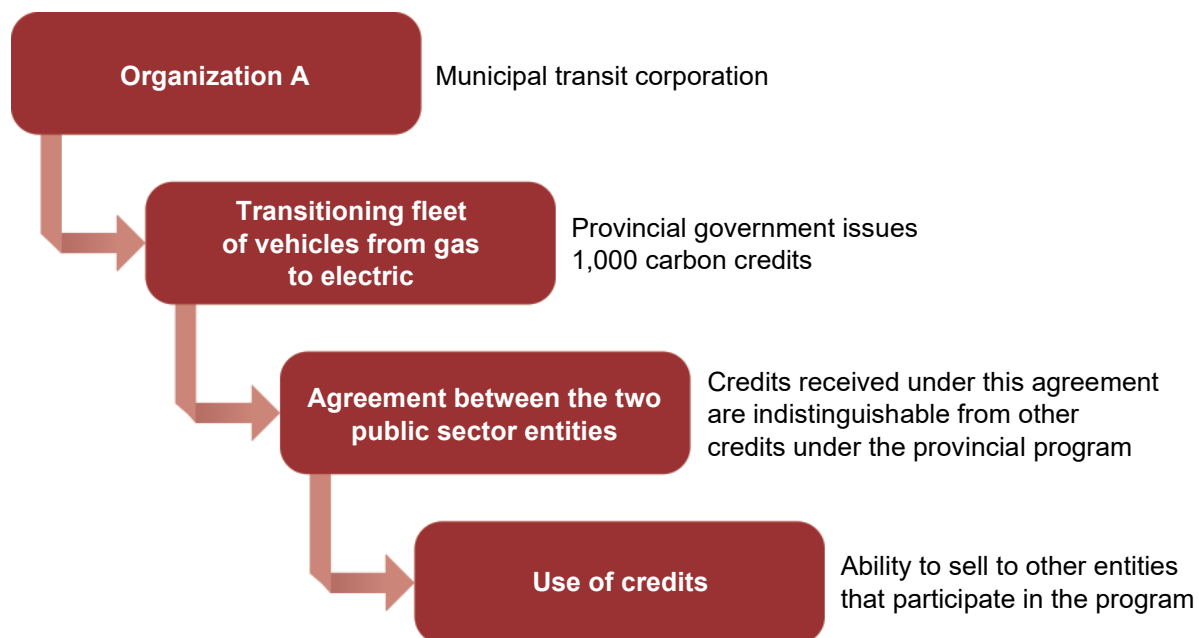 Organization A
Municipal transit corporation
Transitioning fleet
of vehicles from gas
to electric
Provincial government issues
1,000 carbon credits
Agreement between the two
public sector entities
Credits received under this agreement
are indistinguishable from other
credits under the provincial program
Use of credits
Ability to sell to other entities
that participate in the program